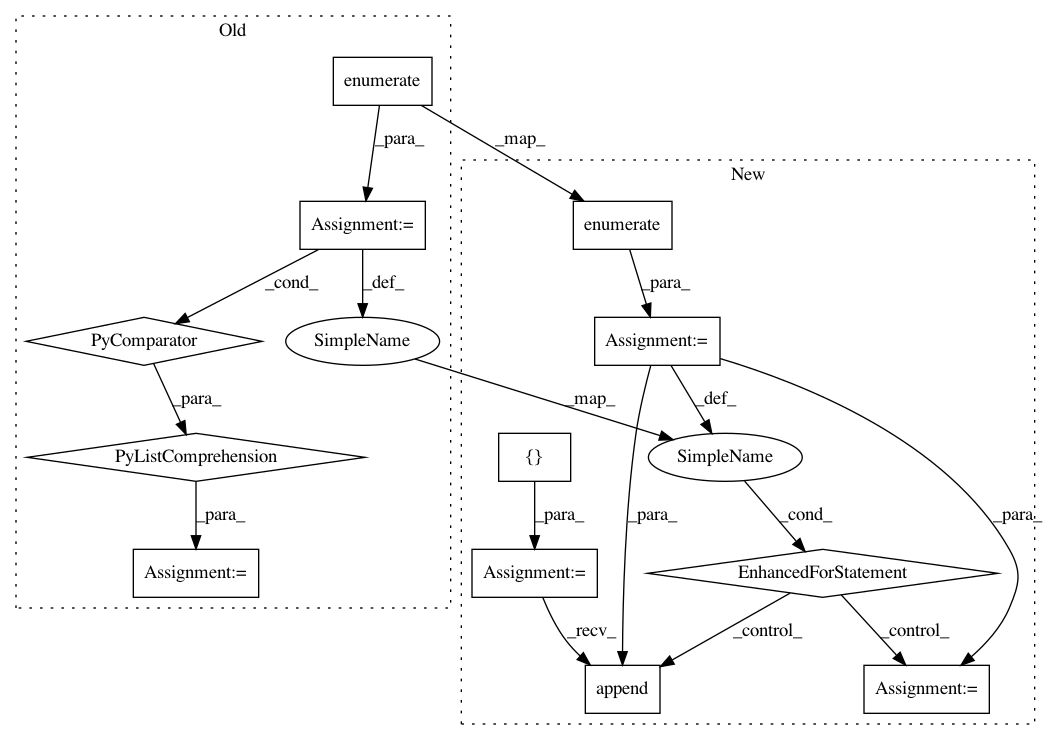 Old
enumerate
_para_
_map_
New
Assignment:=
enumerate
_cond_
_def_
_para_
PyComparator
SimpleName
Assignment:=
_para_
_map_
_def_
PyListComprehension
{}
SimpleName
_para_
_para_
_para_
_cond_
_para_
Assignment:=
Assignment:=
EnhancedForStatement
_recv_
_control_
_control_
append
Assignment:=